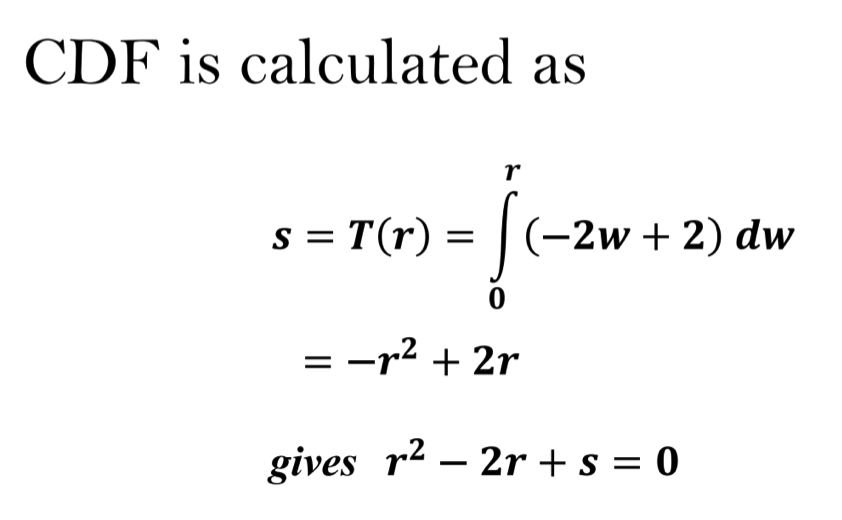 CDF is calculated as
s = T(r) = ∫₀ʳ (−2w + 2) dw
= −r² + 2r
gives r² − 2r + s = 0